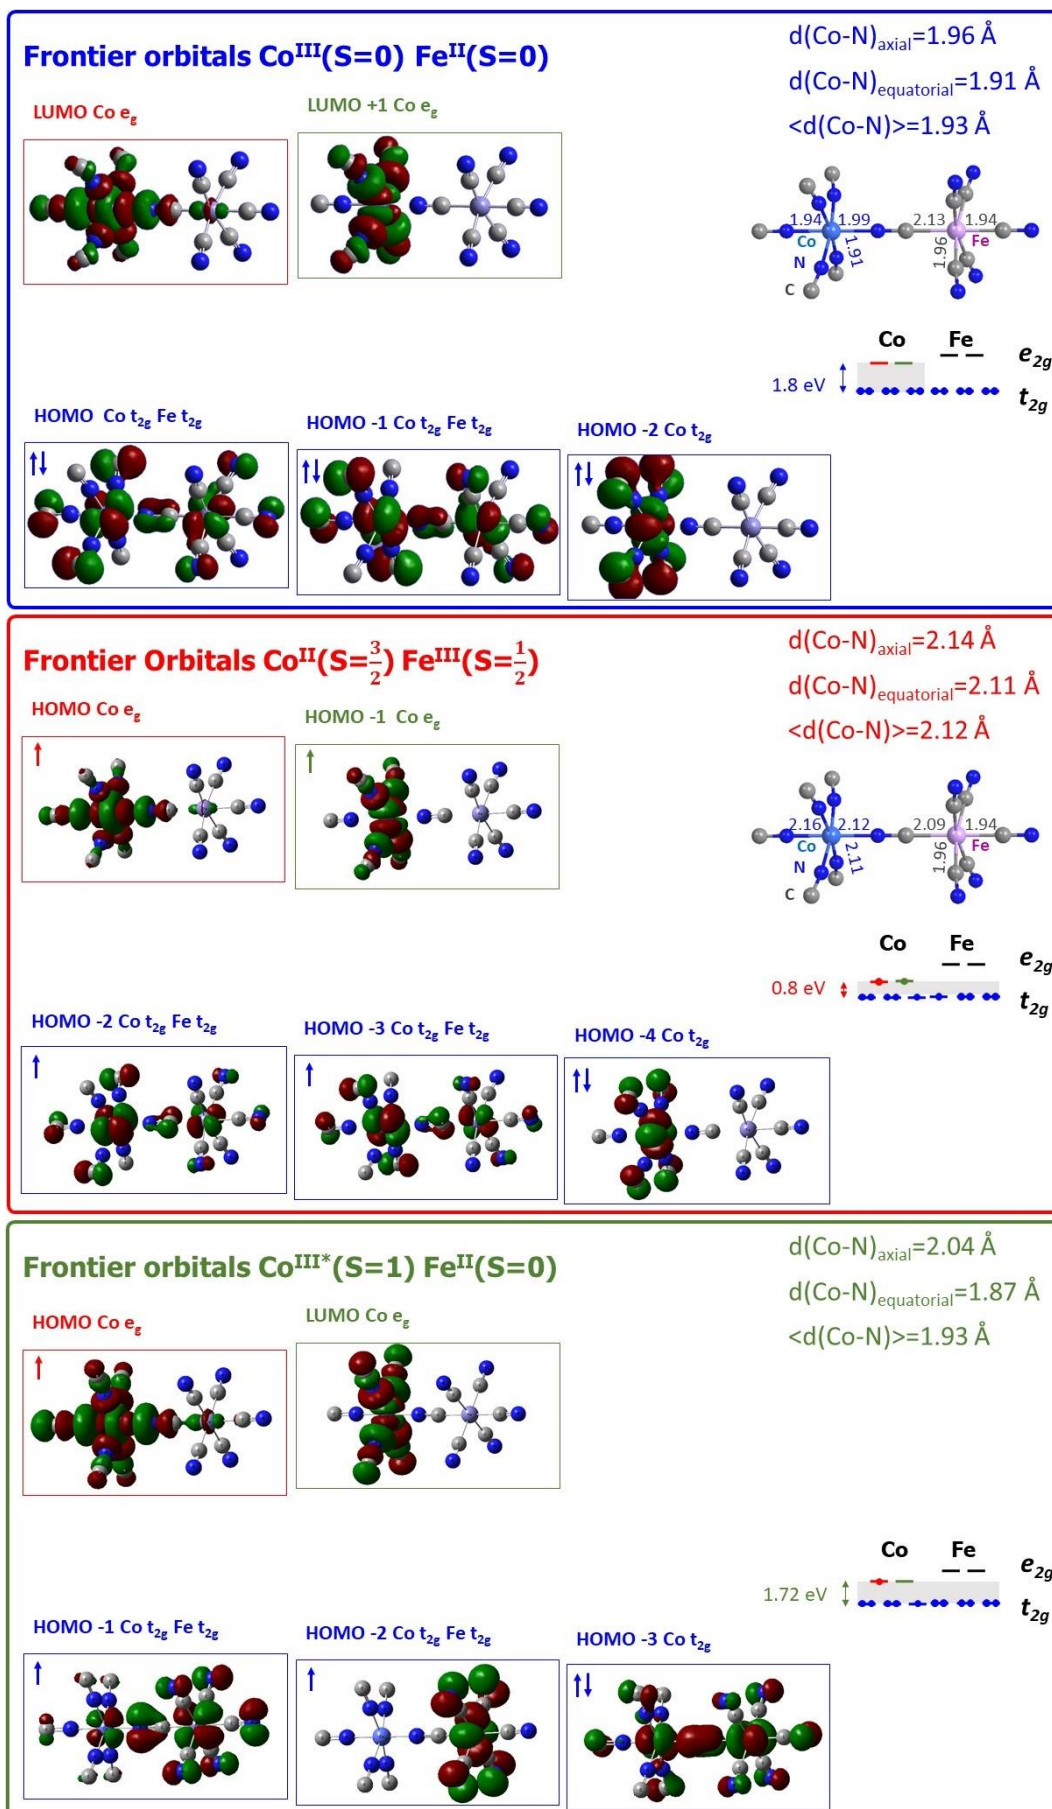 Frontier orbitals Co^III(S=0) Fe^II(S=0)
d(Co-N)axial=1.96 Å
d(Co-N)equatorial=1.91 Å
<d(Co-N)>=1.93 Å
LUMO Co eg
LUMO +1 Co eg
1.94 1.99 2.13 1.94
Co 1.91 1.96 Fe
N
C
Co Fe
e2g
1.8 eV
t2g
HOMO Co t2g Fe t2g
HOMO -1 Co t2g Fe t2g
HOMO -2 Co t2g
Frontier Orbitals Co^II(S=3/2) Fe^III(S=1/2)
d(Co-N)axial=2.14 Å
d(Co-N)equatorial=2.11 Å
<d(Co-N)>=2.12 Å
HOMO Co eg
HOMO -1 Co eg
2.16 2.12 2.09 1.94
Co 2.11 1.96 Fe
N
C
Co Fe
e2g
0.8 eV
t2g
HOMO -2 Co t2g Fe t2g
HOMO -3 Co t2g Fe t2g
HOMO -4 Co t2g
Frontier orbitals Co^III*(S=1) Fe^II(S=0)
d(Co-N)axial=2.04 Å
d(Co-N)equatorial=1.87 Å
<d(Co-N)>=1.93 Å
HOMO Co eg
LUMO Co eg
Co Fe
e2g
1.72 eV
t2g
HOMO -1 Co t2g Fe t2g
HOMO -2 Co t2g Fe t2g
HOMO -3 Co t2g